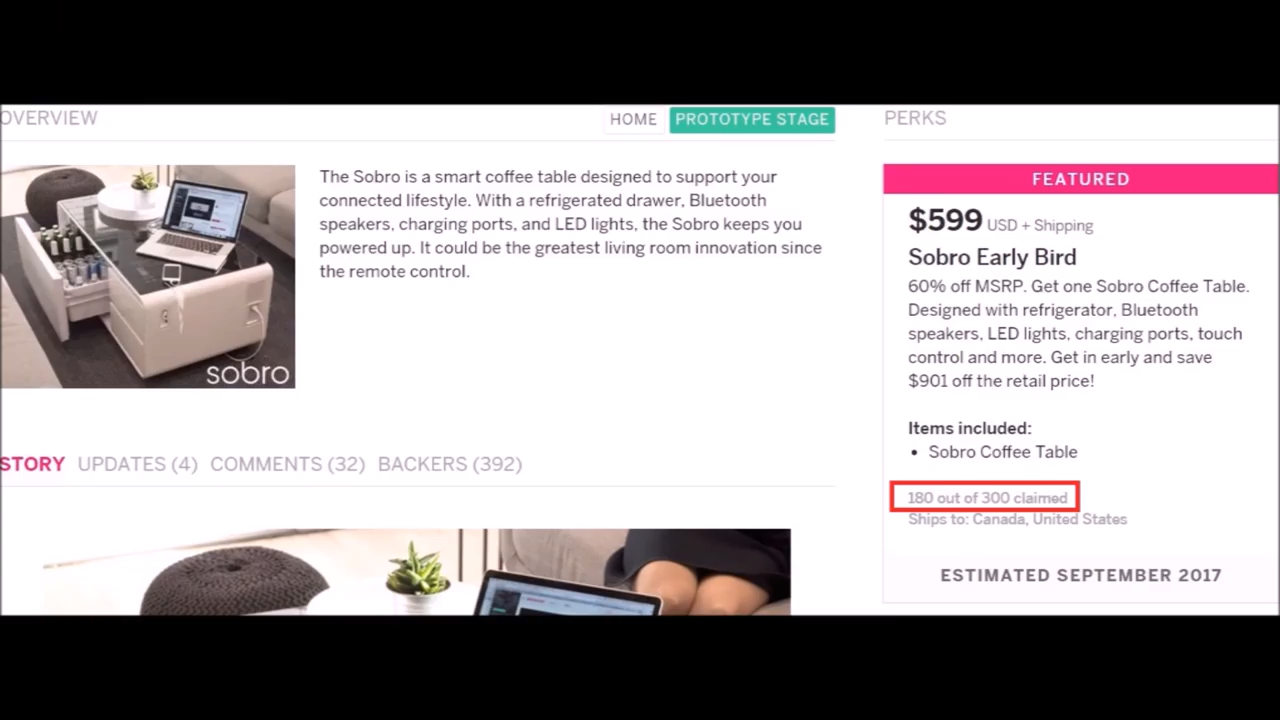 OVERVIEW
HOME
PROTOTYPE STAGE
The Sobro is a smart coffee table designed to support your
connected lifestyle. With a refrigerated drawer, Bluetooth
speakers, charging ports, and LED lights, the Sobro keeps you
powered up. It could be the greatest living room innovation since
the remote control.
sobro
STORY
UPDATES (4)
COMMENTS (32)
BACKERS (392)
PERKS
FEATURED
$599 USD + Shipping
Sobro Early Bird
60% off MSRP. Get one Sobro Coffee Table.
Designed with refrigerator, Bluetooth
speakers, LED lights, charging ports, touch
control and more. Get in early and save
$901 off the retail price!
Items included:
• Sobro Coffee Table
180 out of 300 claimed
Ships to: Canada, United States
ESTIMATED SEPTEMBER 2017